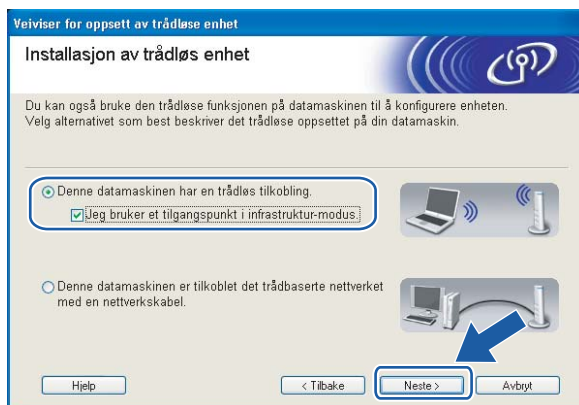 Veiviser for oppsett av trådløse enhet
Installasjon av trådløs enhet
Du kan også bruke den trådløse funksjonen på datamaskinen til å konfigurere enheten.
Velg alternativet som best beskriver det trådløse oppsettet på din datamaskin.
Denne datamaskinen har en trådløs tilkobling.
Jeg bruker et tilgangspunkt i infrastruktur-modus.
Denne datamaskinen er tilkoblet det trådbaserte nettverket
med en nettverkskabel.
Hjelp
< Tilbake
Neste >
Avbryt